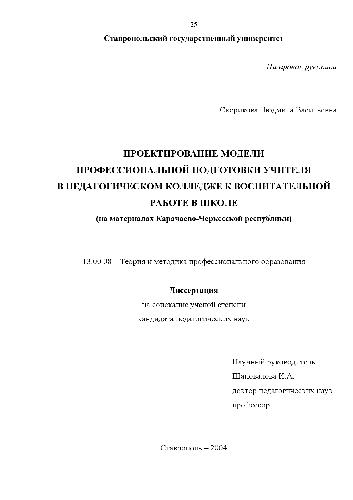 25
Ставропольский государственный университет
На правах рукописи
Людмила
ПРОЕКТИРОВАНИЕ МОДЕЛИ
ПРОФЕССИОНАЛЬНОЙ ПОДГОТОВКИ УЧИТЕЛЯ
В ПЕДАГОГИЧЕСКОМ КОЛЛЕДЖЕ К ВОСПИТАТЕЛЬНОЙ
РАБОТЕ В ШКОЛЕ
(на материалах Карачаево-Черкесской республики)
13.00.08 – Теория и методика профессионального образования
Диссертация
на соискание ученой степени
кандидата педагогических наук
Научный руководитель
Шаповалова И.А.
доктор педагогических наук
профессор
Ставрополь – 2004